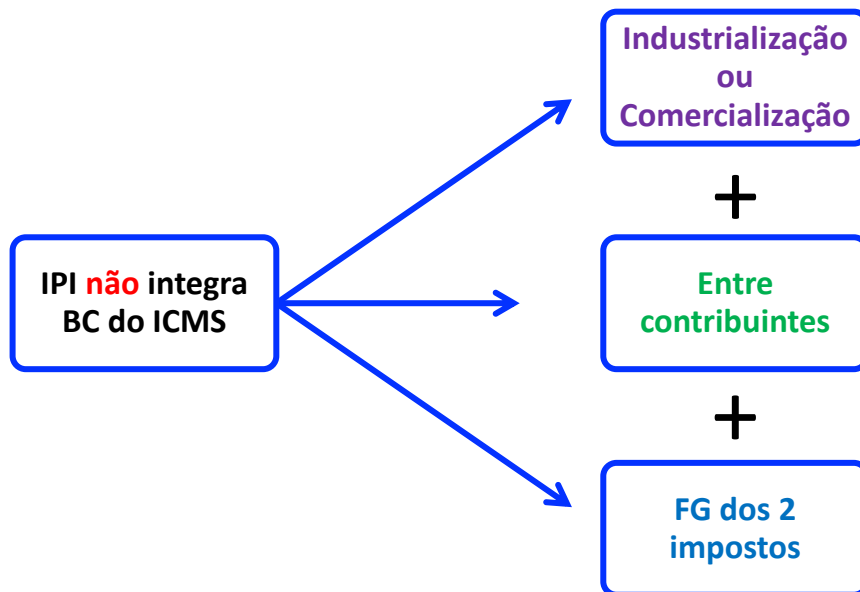 Industrialização
ou
Comercialização
+
IPI não integra
BC do ICMS
Entre
contribuintes
+
FG dos 2
impostos